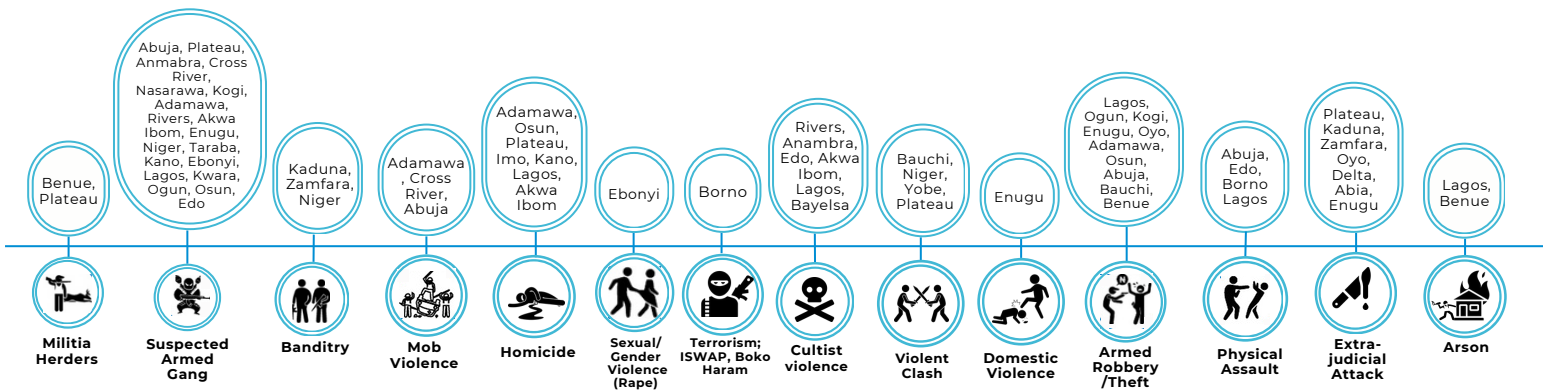 Benue,
Plateau
Militia
Herders
Abuja, Plateau,
Anmabra, Cross
River,
Nasarawa, Kogi,
Adamawa,
Rivers, Akwa
Ibom, Enugu,
Niger, Taraba,
Kano, Ebonyi,
Lagos, Kwara,
Ogun, Osun,
Edo
Suspected
Armed
Gang
Kaduna,
Zamfara,
Niger
Banditry
Adamawa
, Cross
River,
Abuja
Mob
Violence
Adamawa,
Osun,
Plateau,
Imo, Kano,
Lagos,
Akwa
Ibom
Homicide
Ebonyi
Sexual/
Gender
Violence
(Rape)
Borno
Terrorism;
ISWAP, Boko
Haram
Rivers,
Anambra,
Edo, Akwa
Ibom,
Lagos,
Bayelsa
Cultist
violence
Bauchi,
Niger,
Yobe,
Plateau
Violent
Clash
Enugu
Domestic
Violence
Lagos,
Ogun, Kogi,
Enugu, Oyo,
Adamawa,
Osun,
Abuja,
Bauchi,
Benue
Armed
Robbery
/Theft
Abuja,
Edo,
Borno
Lagos
Physical
Assault
Plateau,
Kaduna,
Zamfara,
Oyo,
Delta,
Abia,
Enugu
Extra-
judicial
Attack
Lagos,
Benue
Arson